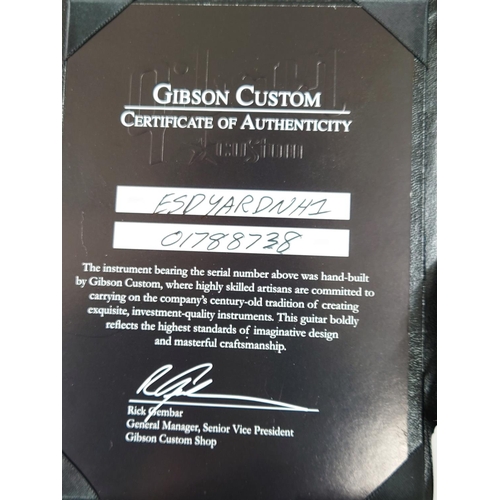 GIBSON CUSTOM
CERTIFICATE OF AUTHENTICITY
custom
ESDYARDNH1
01788738
The instrument bearing the serial number above was hand-built
by Gibson Custom, where highly skilled artisans are committed to
carrying on the company's century-old tradition of creating
exquisite, investment-quality instruments. This guitar boldly
reflects the highest standards of imaginative design
and masterful craftsmanship.
Rick Gembar
General Manager, Senior Vice President
Gibson Custom Shop